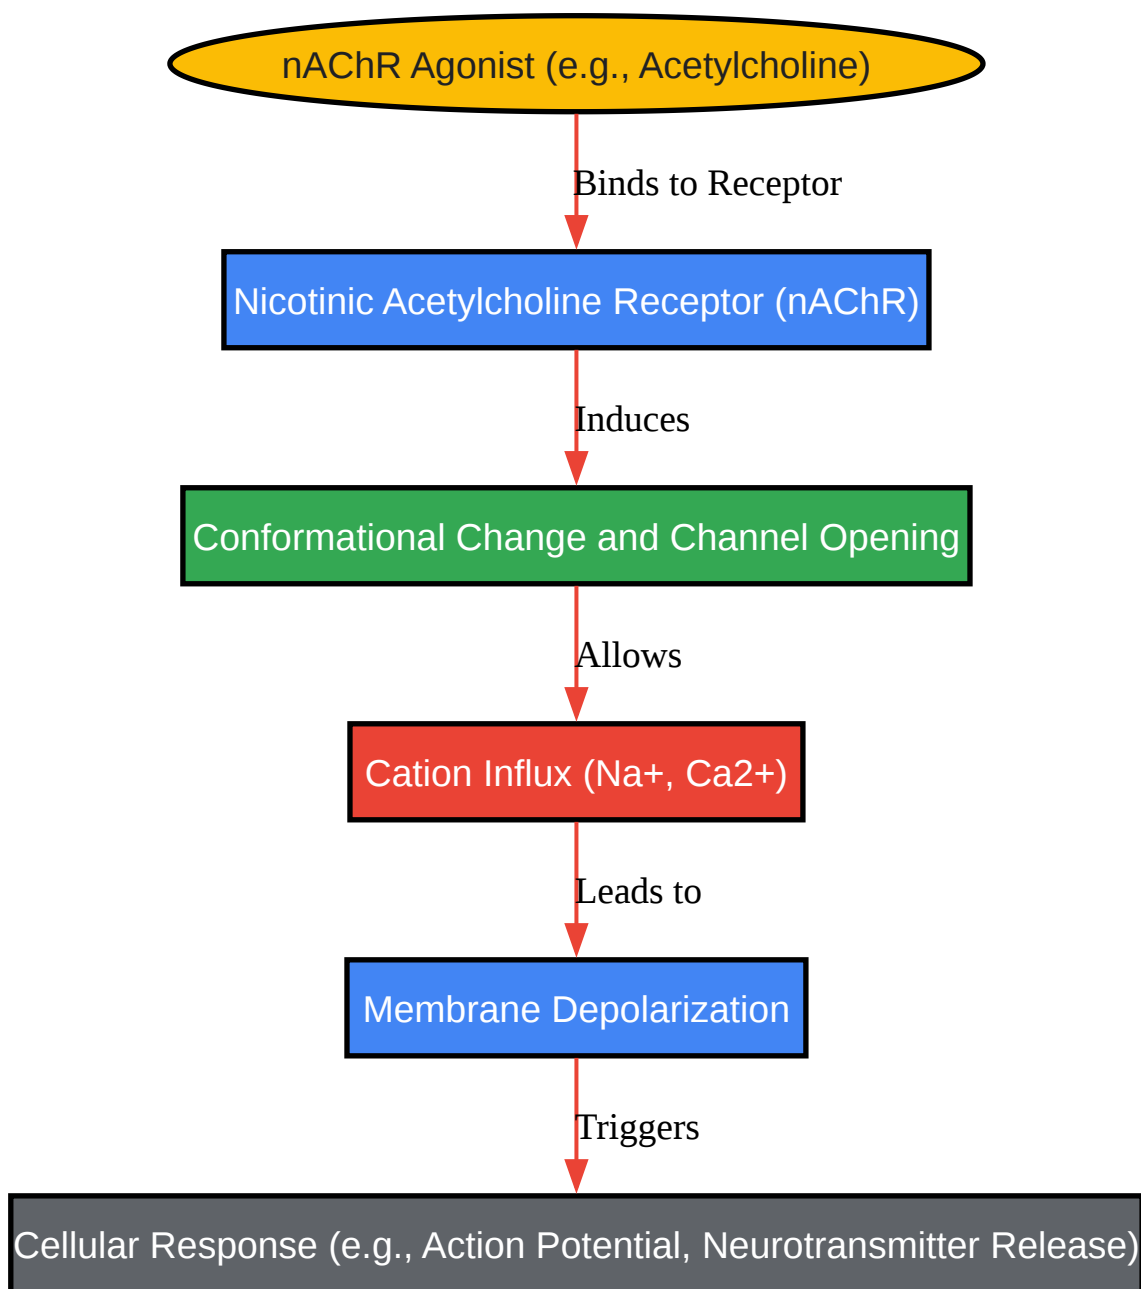 nAChR Agonist (e.g., Acetylcholine)
Binds to Receptor
Nicotinic Acetylcholine Receptor (nAChR)
Induces
Conformational Change and Channel Opening
Allows
Cation Influx (Na+, Ca2+)
Leads to
Membrane Depolarization
Triggers
Cellular Response (e.g., Action Potential, Neurotransmitter Release)